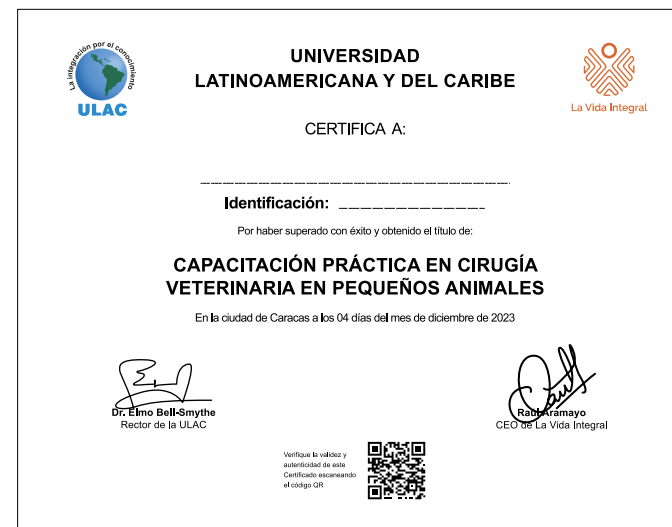 La integración por el conocimiento
ULAC
UNIVERSIDAD
LATINOAMERICANA Y DEL CARIBE
La Vida Integral
CERTIFICA A:
Identificación:
Por haber superado con éxito y obtenido el título de:
CAPACITACIÓN PRÁCTICA EN CIRUGÍA
VETERINARIA EN PEQUEÑOS ANIMALES
En la ciudad de Caracas a los 04 días del mes de diciembre de 2023
Dr. Elmo Bell-Smythe
Rector de la ULAC
Raúl Aramayo
CEO de La Vida Integral
Verifique la validez y
autenticidad de este
Certificado escaneando
el código QR